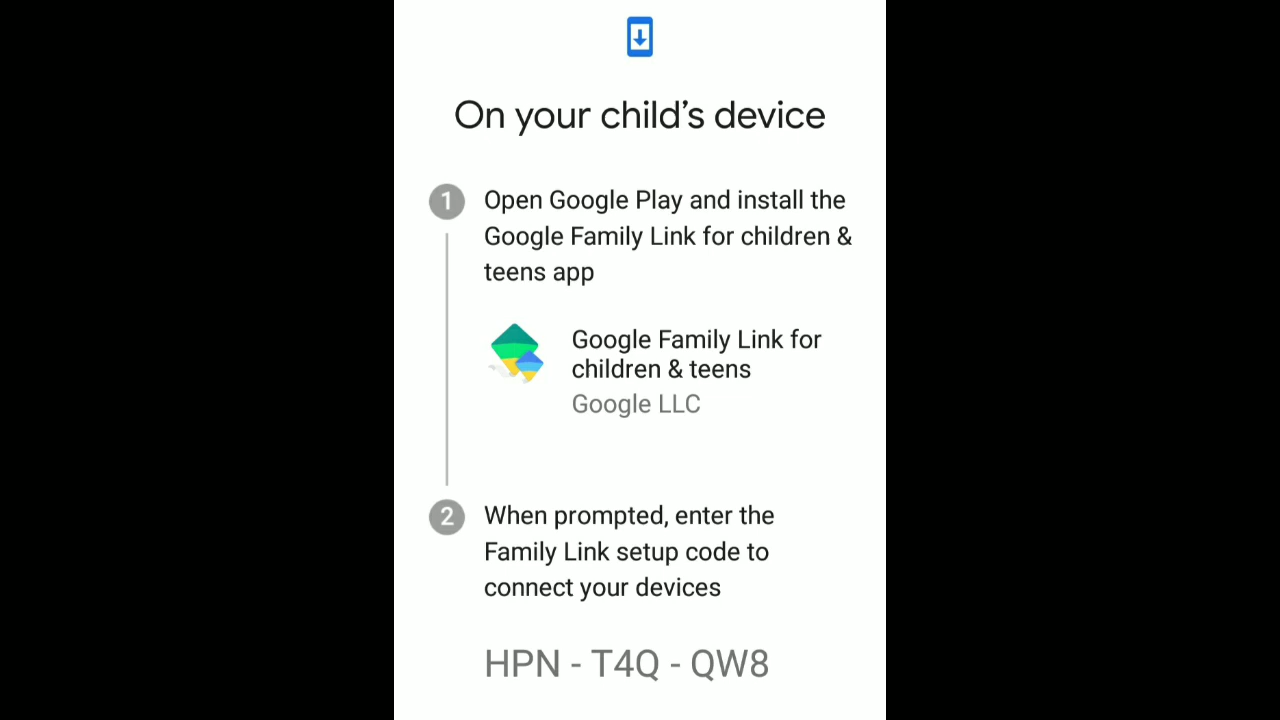 On your child’s device
1
Open Google Play and install the
Google Family Link for children &
teens app
Google Family Link for
children & teens
Google LLC
2
When prompted, enter the
Family Link setup code to
connect your devices
HPN - T4Q - QW8